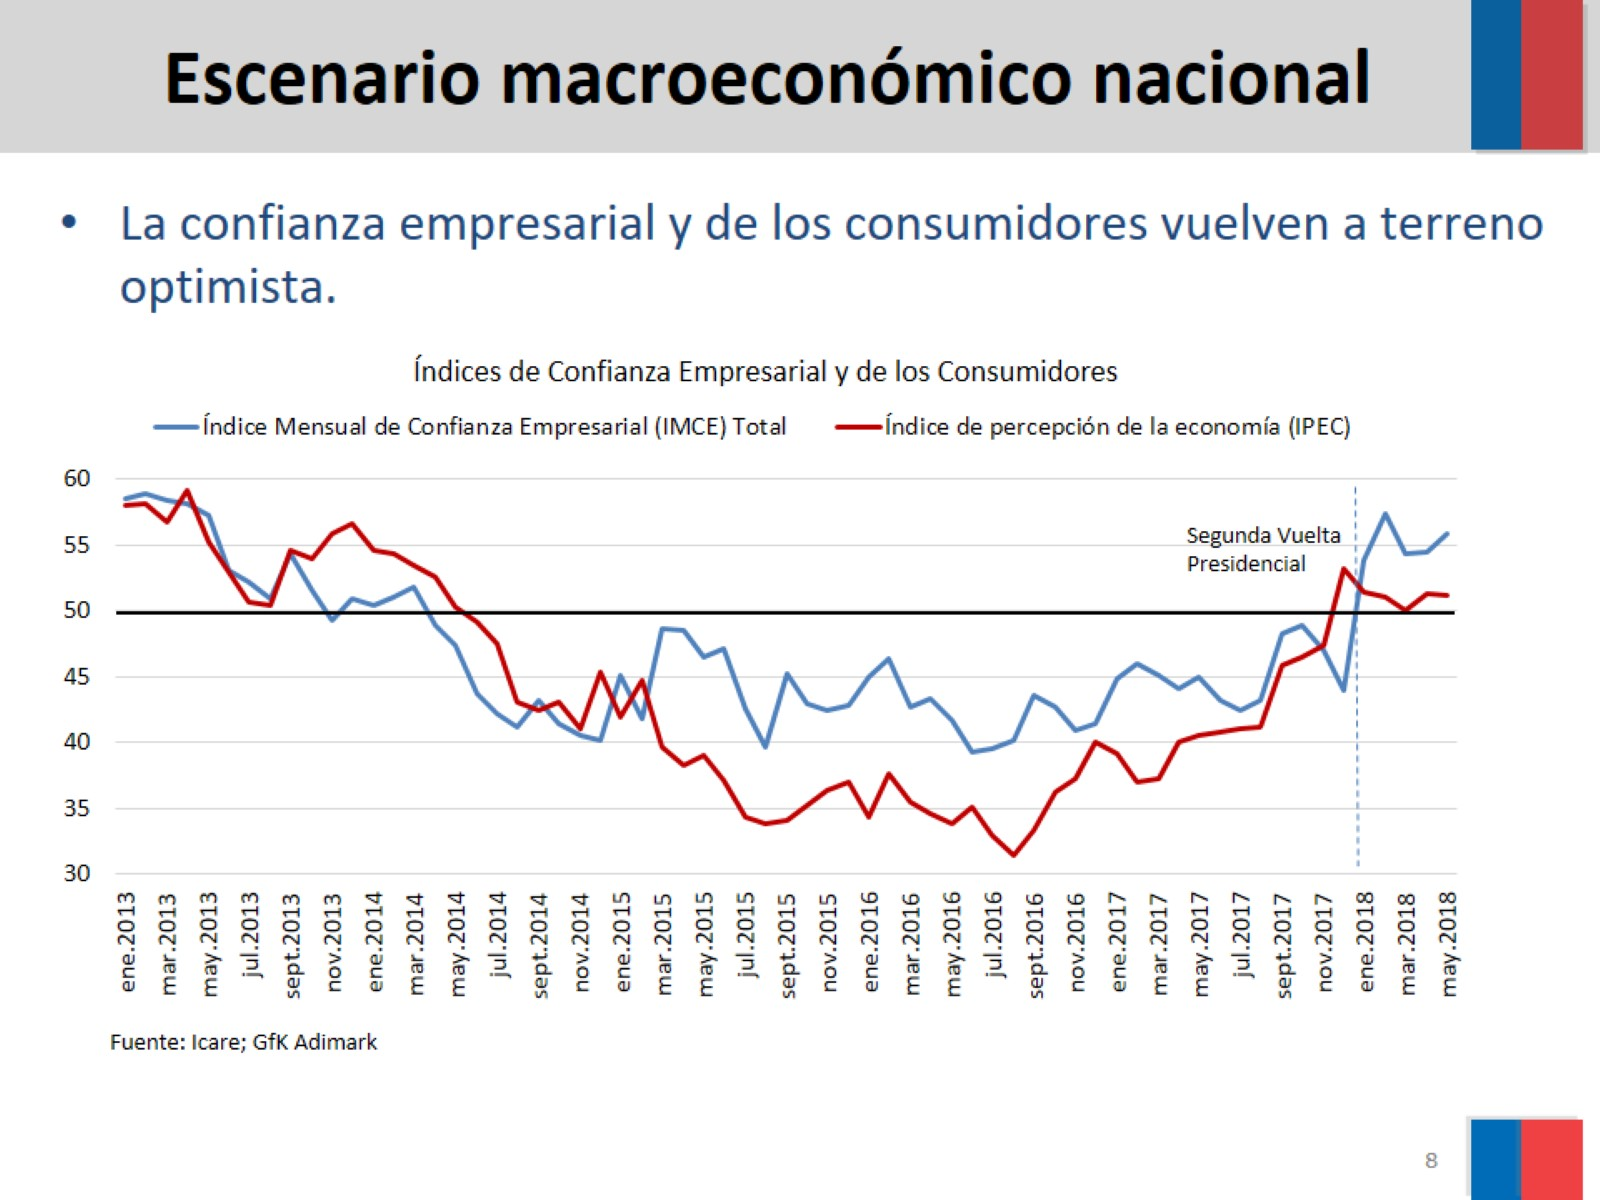 Escenario macroeconómico nacional
• La confianza empresarial y de los consumidores vuelven a terreno
optimista.
Índices de Confianza Empresarial y de los Consumidores
Índice Mensual de Confianza Empresarial (IMCE) Total
Índice de percepción de la economía (IPEC)
60
55
50
45
40
35
30
Segunda Vuelta
Presidencial
ene.2013
mar.2013
may.2013
jul.2013
sept.2013
nov.2013
ene.2014
mar.2014
may.2014
jul.2014
sept.2014
nov.2014
ene.2015
mar.2015
may.2015
jul.2015
sept.2015
nov.2015
ene.2016
mar.2016
may.2016
jul.2016
sept.2016
nov.2016
ene.2017
mar.2017
may.2017
jul.2017
sept.2017
nov.2017
ene.2018
mar.2018
may.2018
Fuente: Icare; GfK Adimark
8